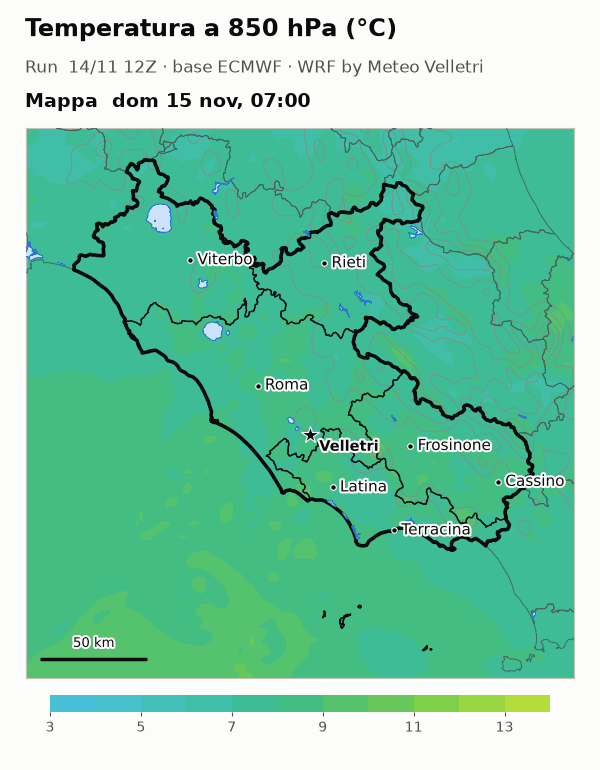 Temperatura a 850 hPa (°C)
Run  14/11 12Z · base ECMWF · WRF by Meteo Velletri
Mappa  dom 15 nov, 07:00
Viterbo
Rieti
Roma
Velletri
Frosinone
Cassino
Latina
Terracina
50 km
3 5 7 9 11 13